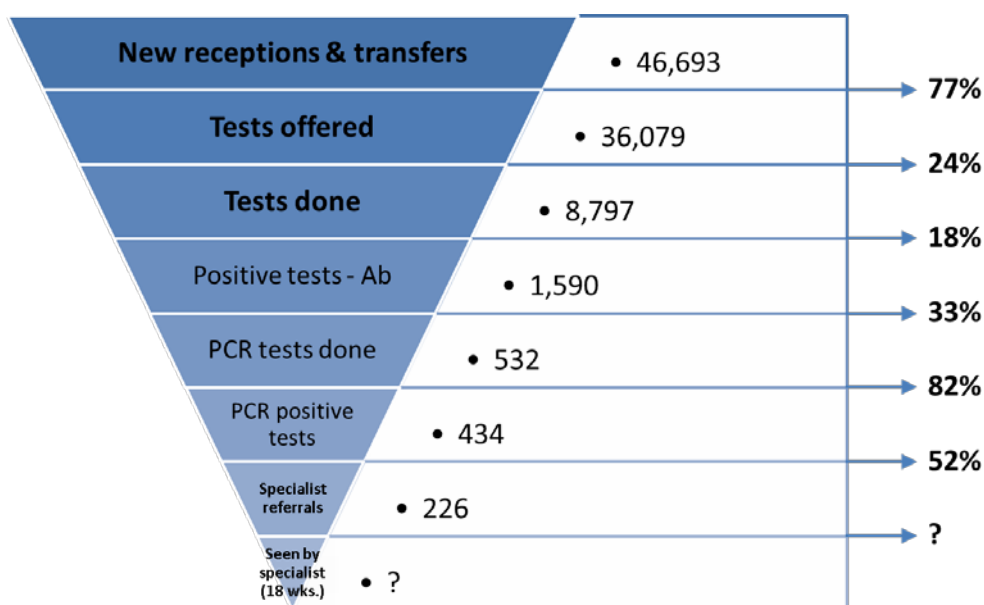 New receptions & transfers
• 46,693
77%
Tests offered
• 36,079
24%
Tests done
• 8,797
18%
Positive tests - Ab
• 1,590
33%
PCR tests done
• 532
82%
PCR positive
tests
• 434
52%
Specialist
referrals
• 226
?
Seen by
specialist
(18 wks.)
• ?